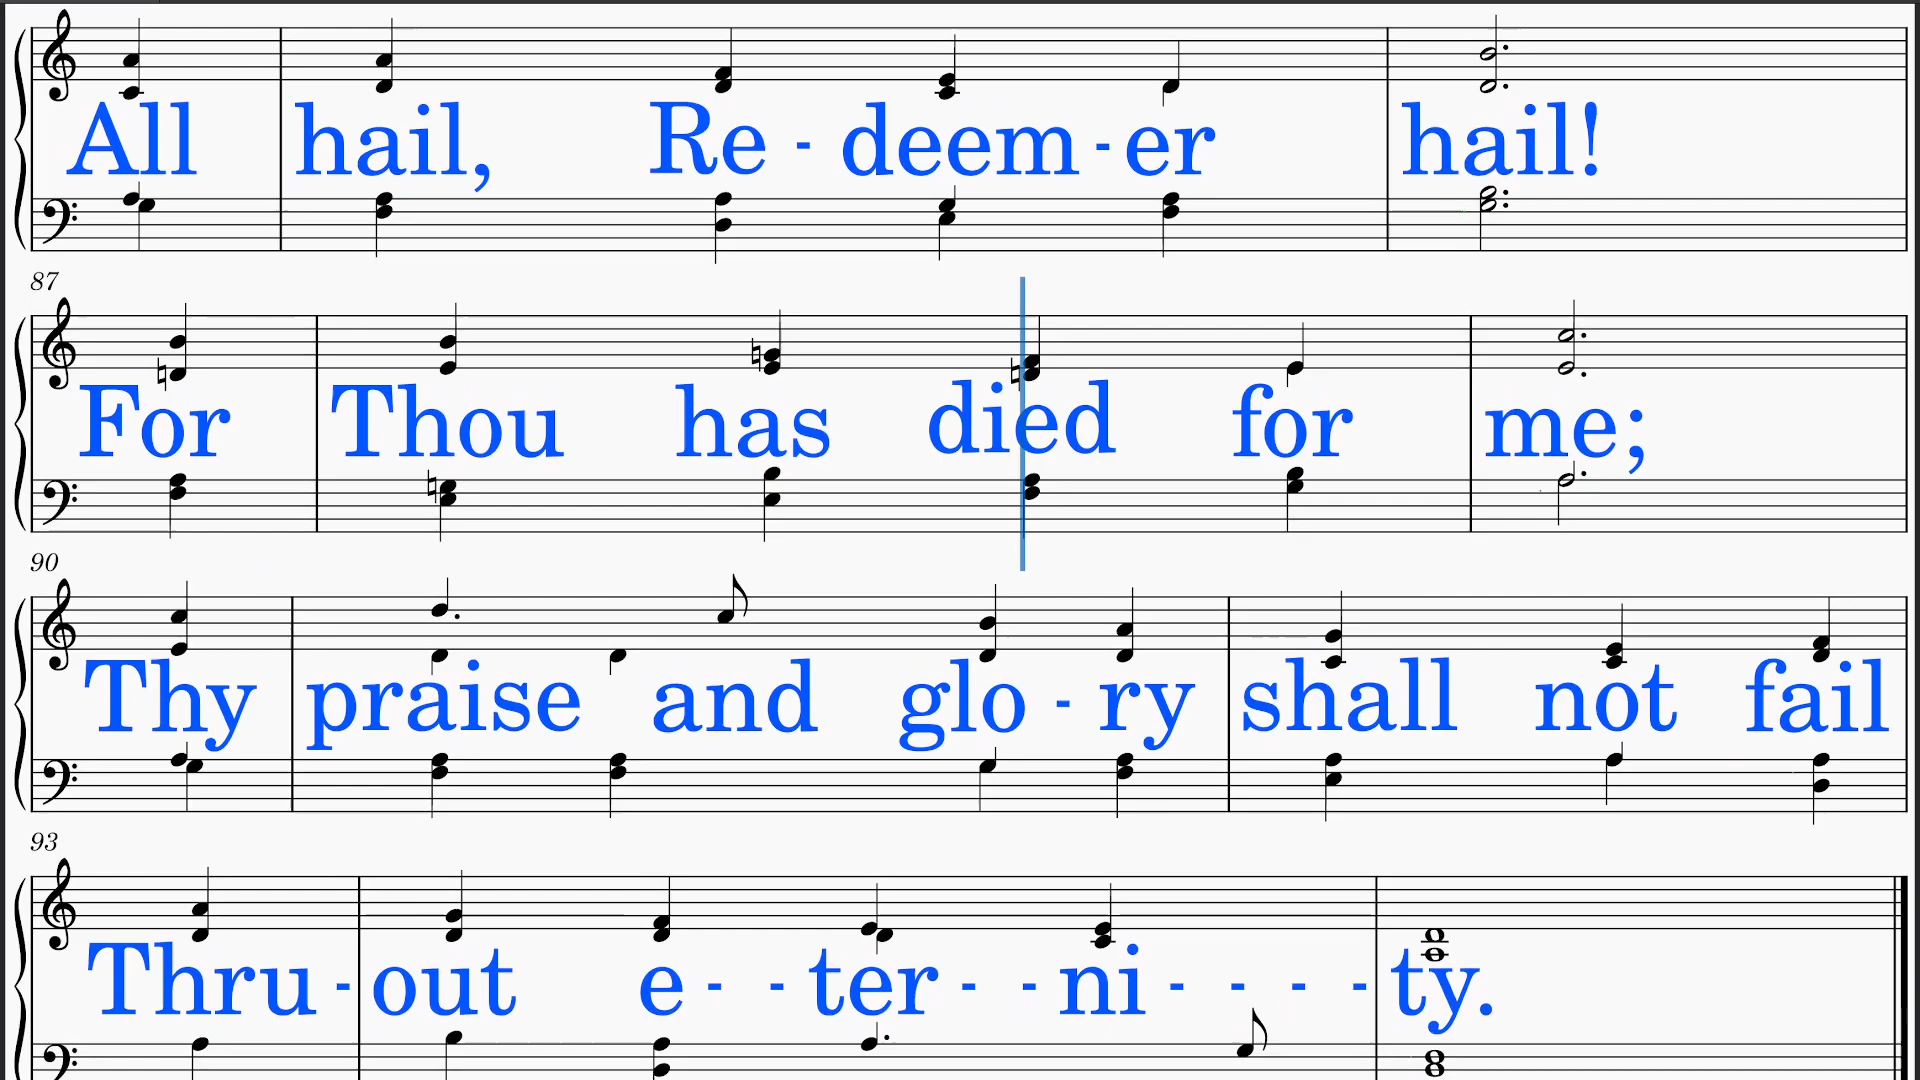 All hail, Re - deem - er hail!
87
For Thou has died for me;
90
Thy praise and glo - ry shall not fail
93
Thru - out e - - ter - - ni - - - - ty.